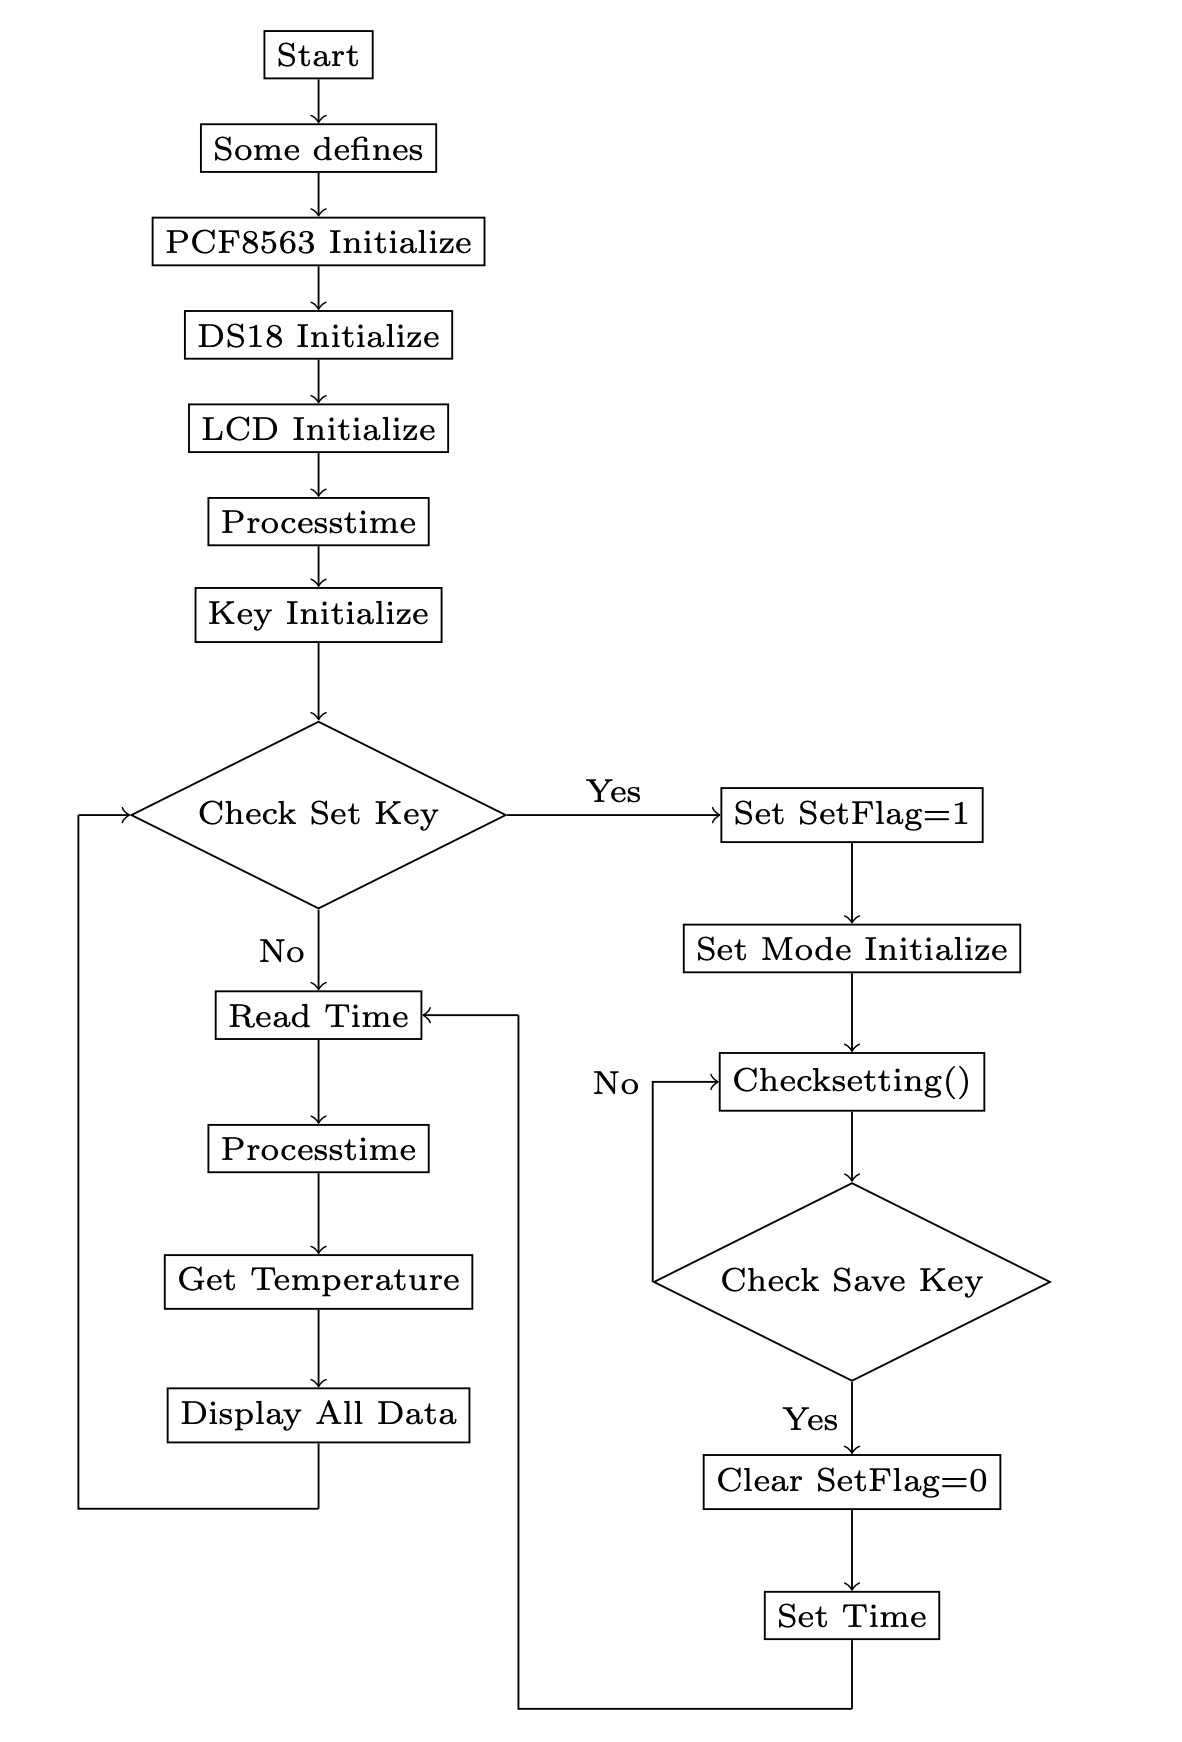 Start
Some defines
PCF8563 Initialize
DS18 Initialize
LCD Initialize
Processtime
Key Initialize
Check Set Key
Yes
Set SetFlag=1
No
Set Mode Initialize
Read Time
No
Checksetting()
Processtime
Get Temperature
Check Save Key
Display All Data
Yes
Clear SetFlag=0
Set Time